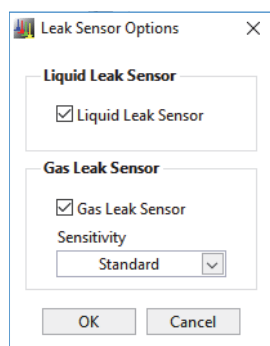 Leak Sensor Options
Liquid Leak Sensor
Liquid Leak Sensor
Gas Leak Sensor
Gas Leak Sensor
Sensitivity
Standard
OK Cancel